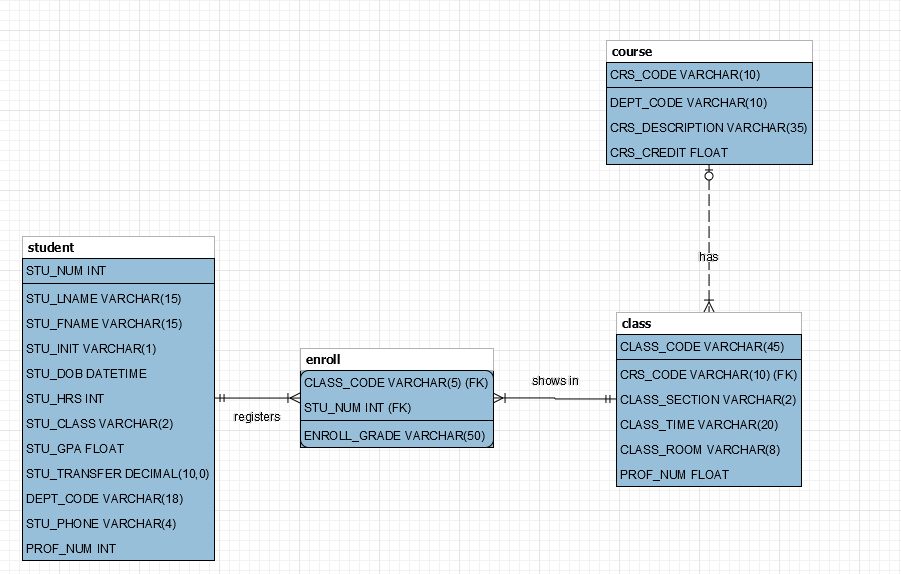 course
CRS_CODE VARCHAR(10)
DEPT_CODE VARCHAR(10)
CRS_DESCRIPTION VARCHAR(35)
CRS_CREDIT FLOAT
has
student
STU_NUM INT
STU_LNAME VARCHAR(15)
STU_FNAME VARCHAR(15)
STU_INIT VARCHAR(1)
STU_DOB DATETIME
STU_HRS INT
STU_CLASS VARCHAR(2)
STU_GPA FLOAT
STU_TRANSFER DECIMAL(10,0)
DEPT_CODE VARCHAR(18)
STU_PHONE VARCHAR(4)
PROF_NUM INT
registers
enroll
CLASS_CODE VARCHAR(5) (FK)
STU_NUM INT (FK)
ENROLL_GRADE VARCHAR(50)
shows in
class
CLASS_CODE VARCHAR(45)
CRS_CODE VARCHAR(10) (FK)
CLASS_SECTION VARCHAR(2)
CLASS_TIME VARCHAR(20)
CLASS_ROOM VARCHAR(8)
PROF_NUM FLOAT